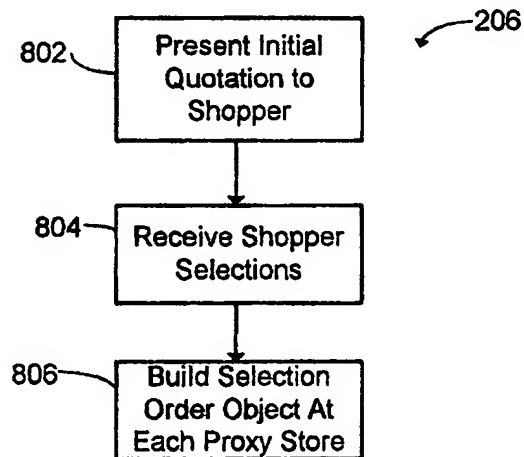 206
802
Present Initial
Quotation to
Shopper
804
Receive Shopper
Selections
806
Build Selection
Order Object At
Each Proxy Store